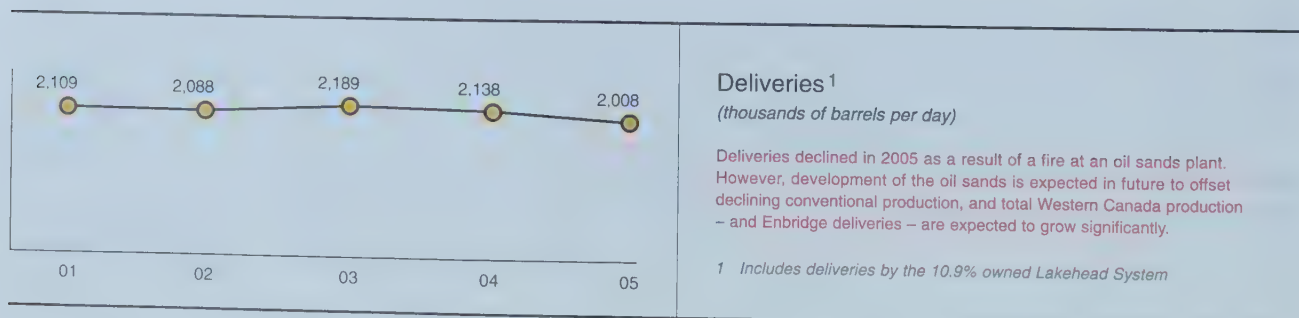 2,109
2,088
2,189
2,138
2,008
01
02
03
04
05
Deliveries 1
(thousands of barrels per day)
Deliveries declined in 2005 as a result of a fire at an oil sands plant.
However, development of the oil sands is expected in future to offset
declining conventional production, and total Western Canada production
– and Enbridge deliveries – are expected to grow significantly.
1 Includes deliveries by the 10.9% owned Lakehead System